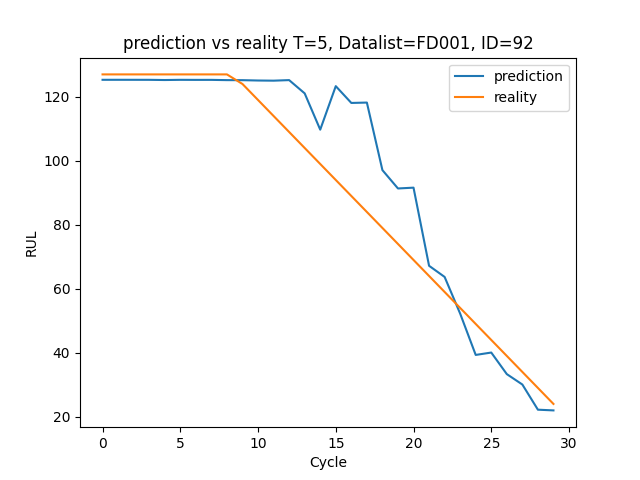 prediction vs reality T=5, Datalist=FD001, ID=92
prediction
reality
120
100
80
60
40
20
RUL
0 5 10 15 20 25 30
Cycle